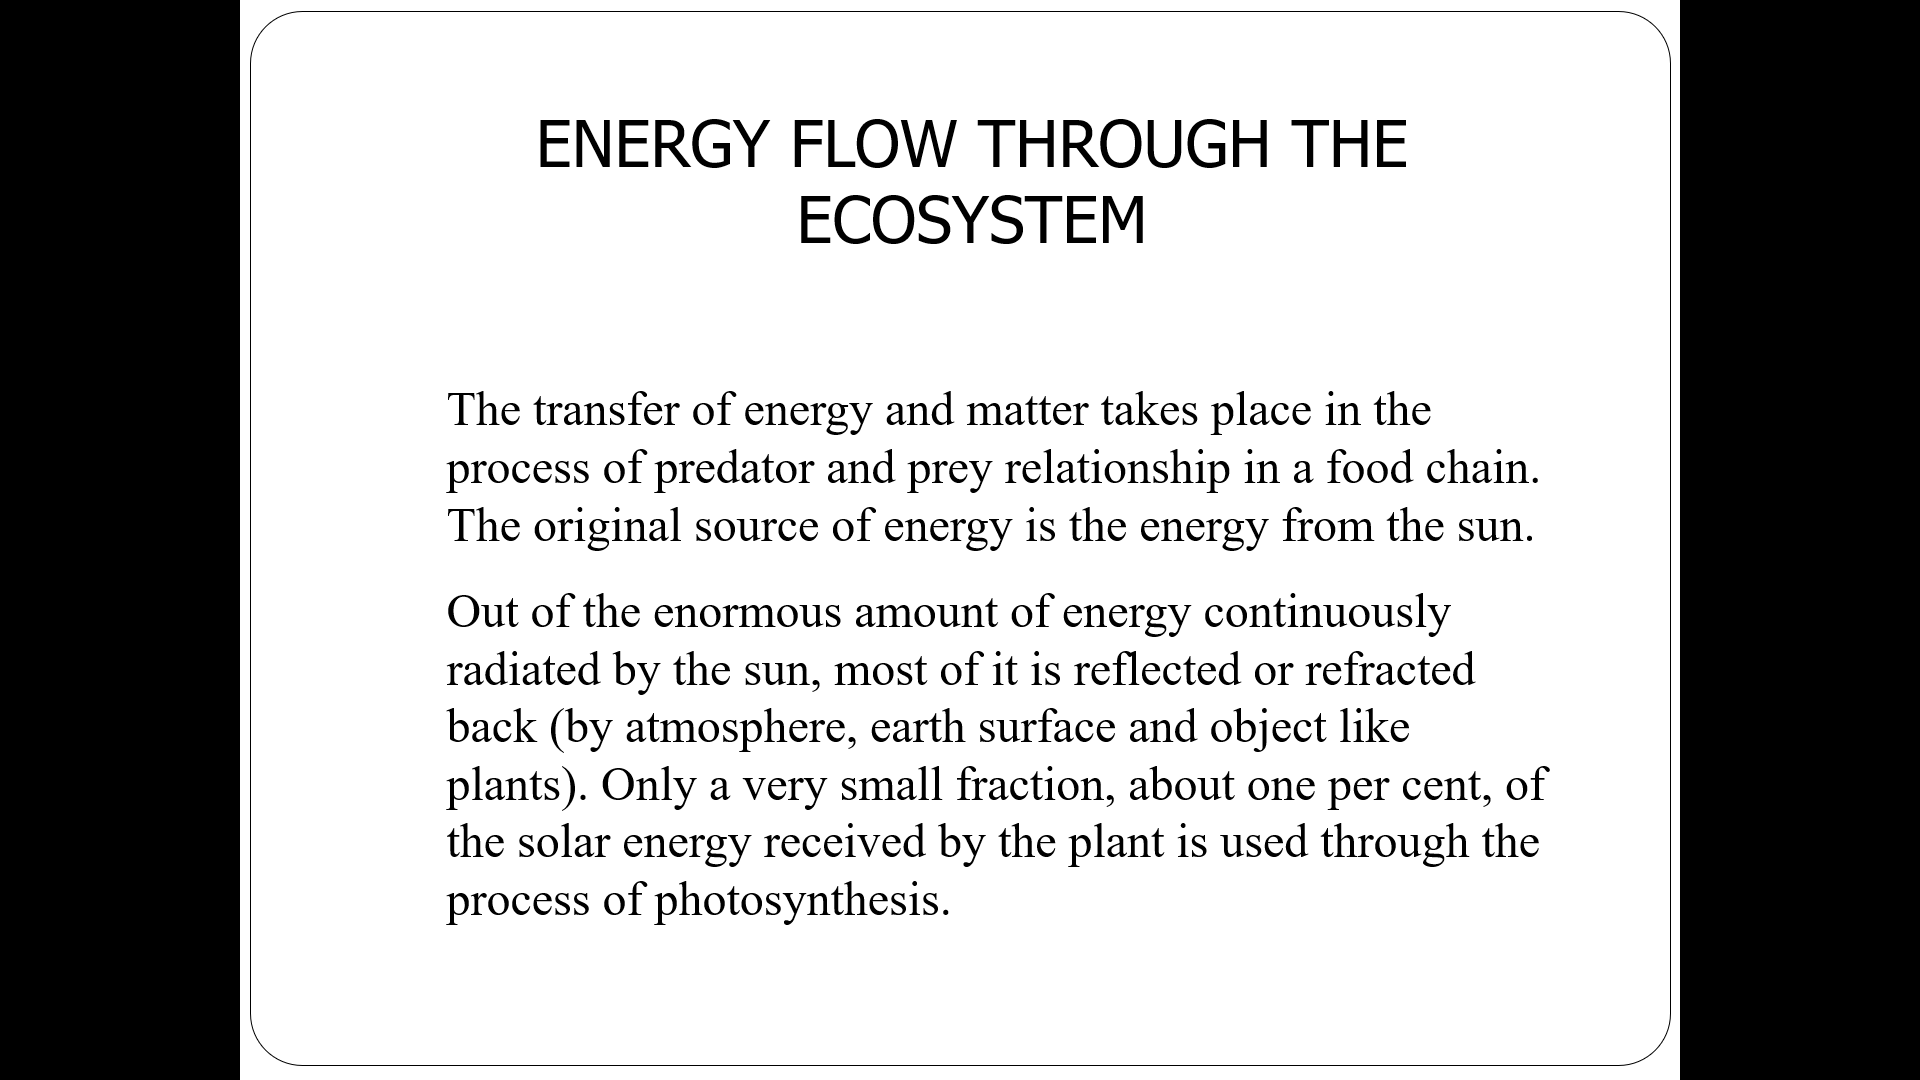 ENERGY FLOW THROUGH THE
ECOSYSTEM
The transfer of energy and matter takes place in the
process of predator and prey relationship in a food chain.
The original source of energy is the energy from the sun.
Out of the enormous amount of energy continuously
radiated by the sun, most of it is reflected or refracted
back (by atmosphere, earth surface and object like
plants). Only a very small fraction, about one per cent, of
the solar energy received by the plant is used through the
process of photosynthesis.